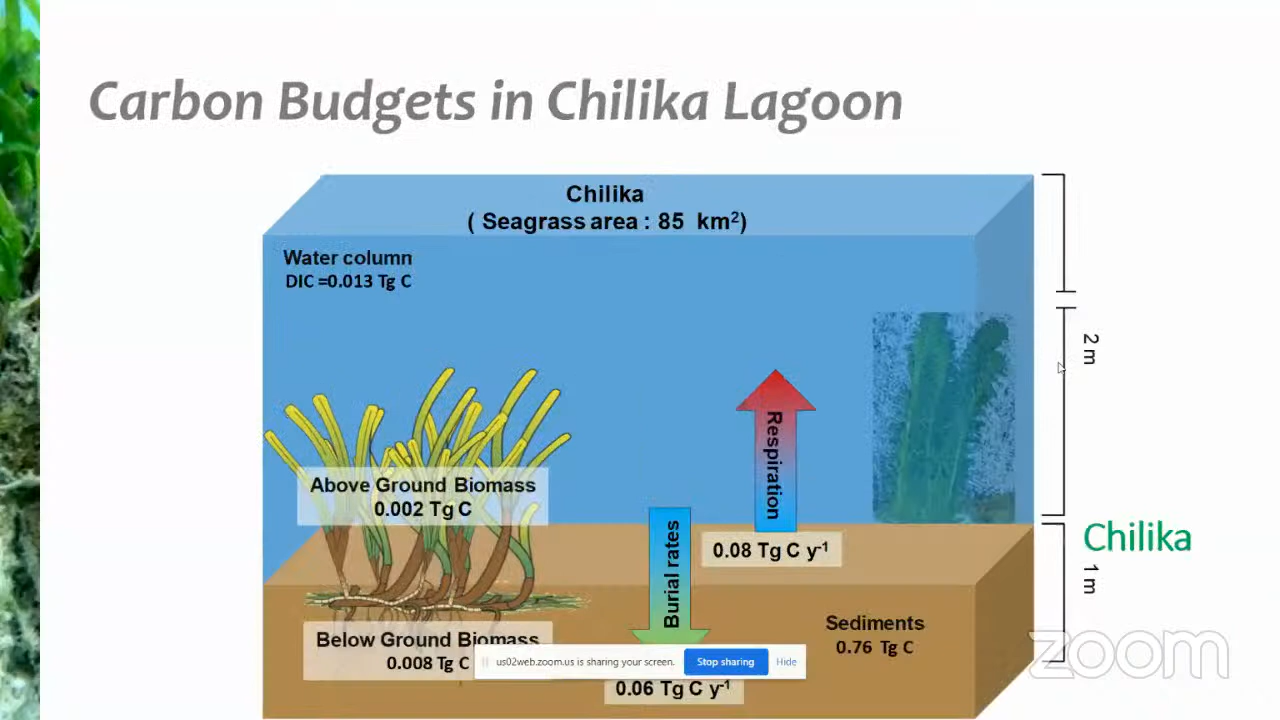 Carbon Budgets in Chilika Lagoon
Chilika
( Seagrass area : 85 km²)
Water column
DIC =0.013 Tg C
2 m
Respiration
Above Ground Biomass
0.002 Tg C
Burial rates
0.08 Tg C y⁻¹
Chilika
1 m
Sediments
0.76 Tg C
Below Ground Biomass
0.008 Tg C
us02web.zoom.us is sharing your screen.
Stop sharing
Hide
0.06 Tg C y⁻¹
zoom